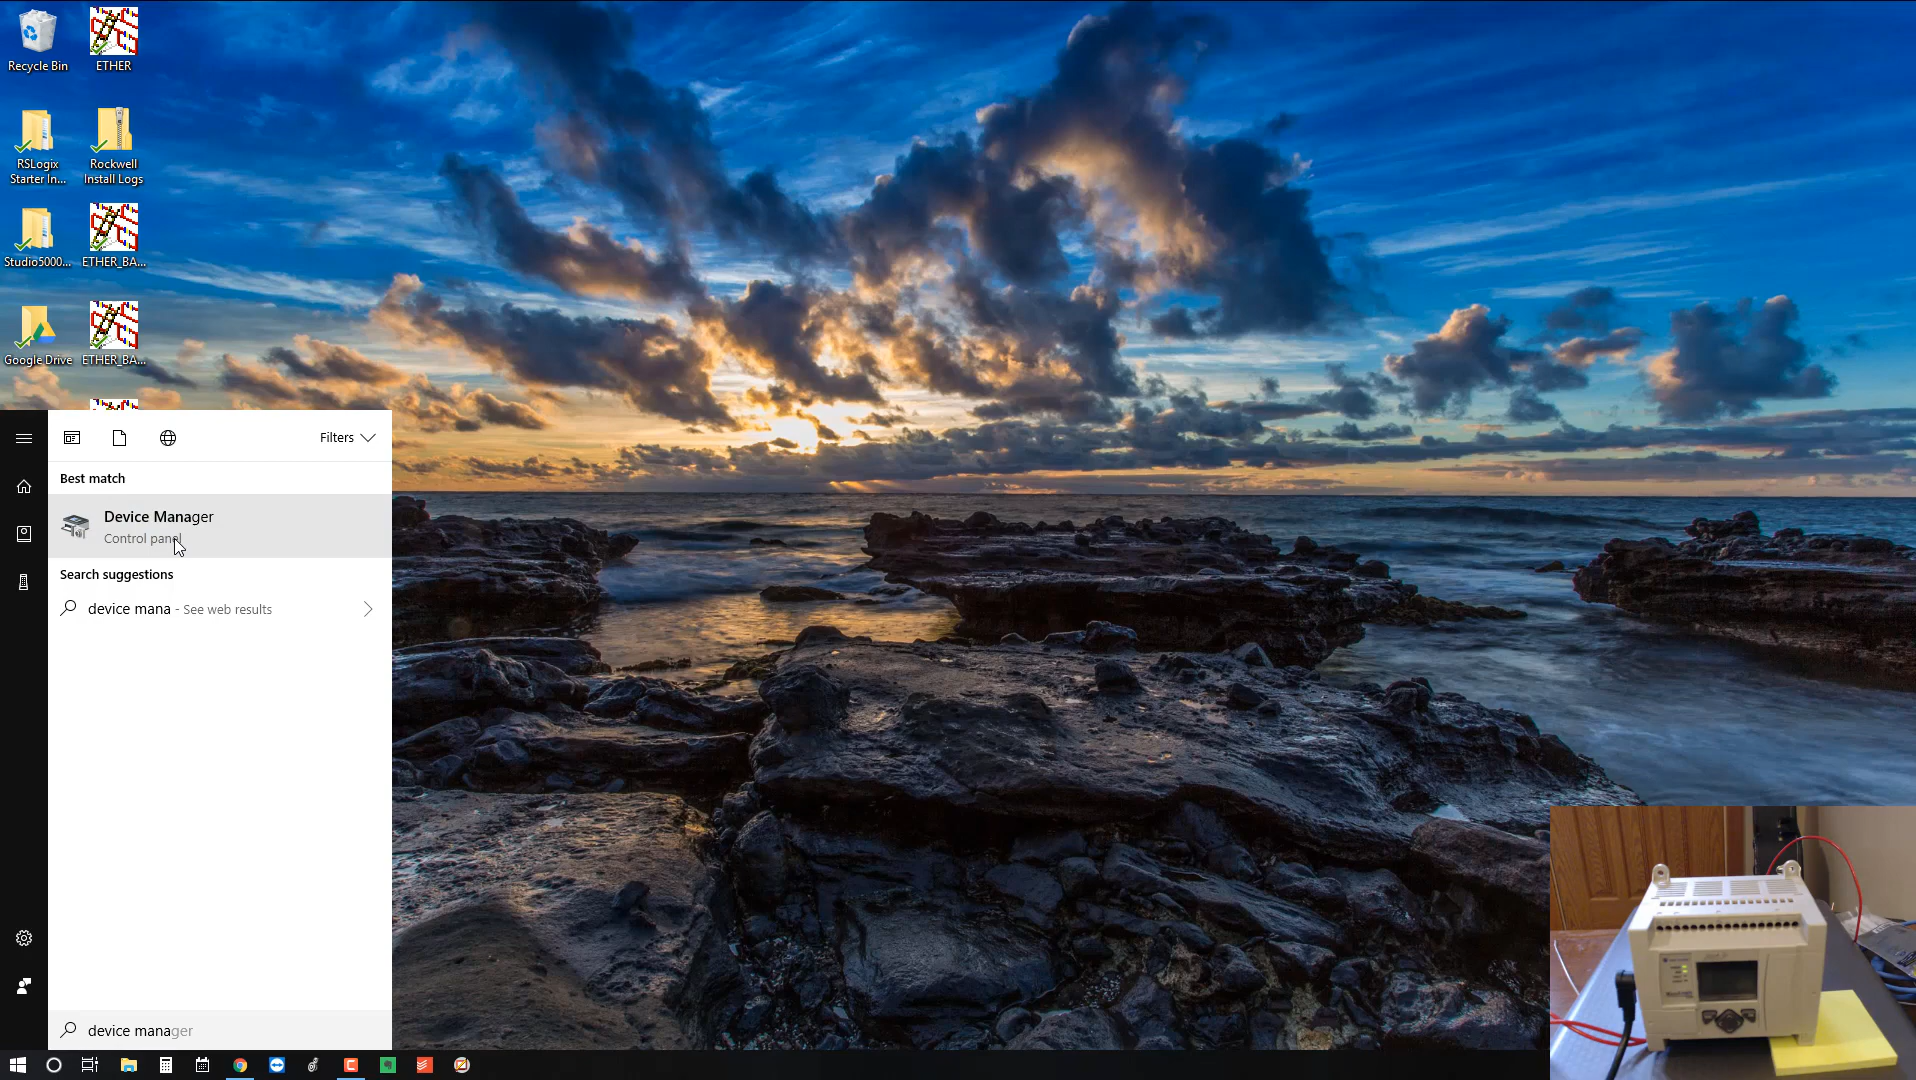 Recycle Bin
ETHER
RSLogix
Starter In...
Rockwell
Install Logs
Studio5000...
ETHER_BA...
Google Drive
ETHER_BA...
Filters
Best match
Device Manager
Control panel
Search suggestions
device mana - See web results
device manager